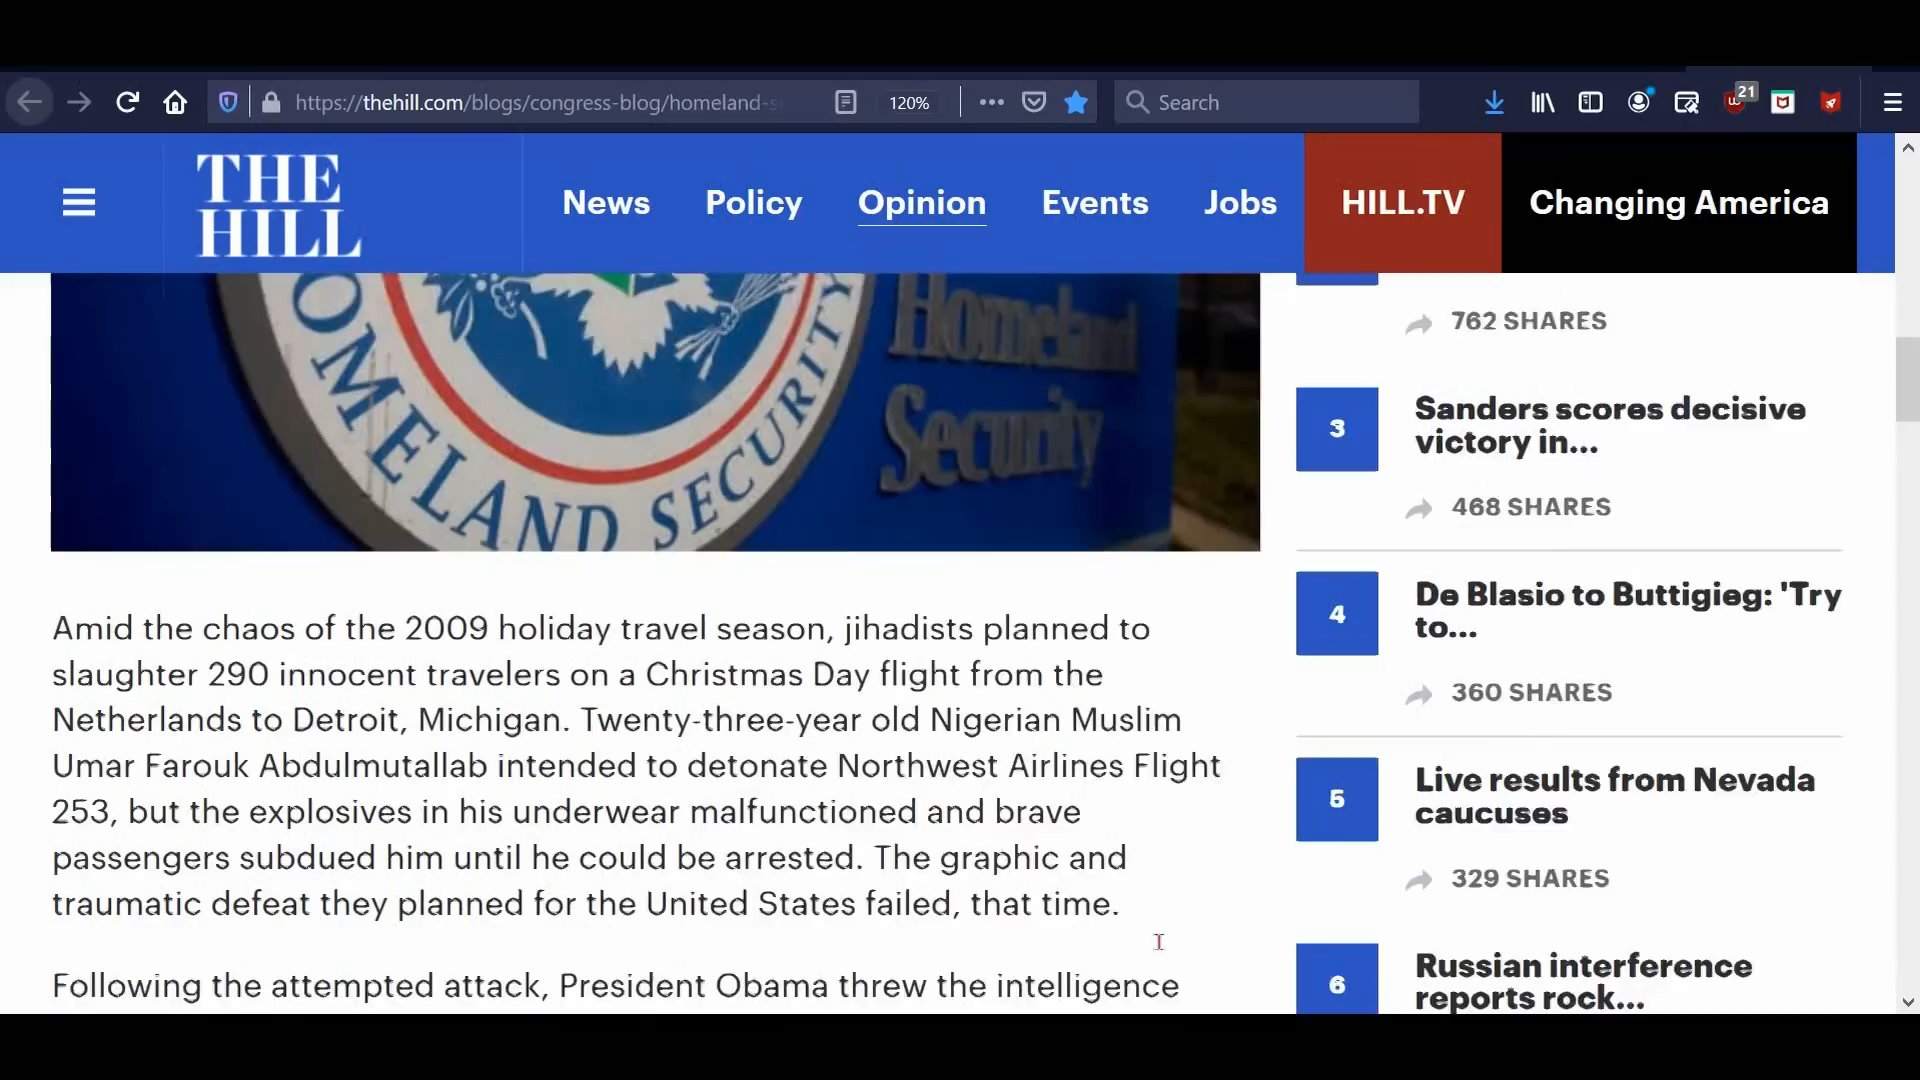 https://thehill.com/blogs/congress-blog/homeland-s
120%
Search
21
THE
HILL
News
Policy
Opinion
Events
Jobs
HILL.TV
Changing America
OMELAND SECURITY
Homeland
Security
Amid the chaos of the 2009 holiday travel season, jihadists planned to
slaughter 290 innocent travelers on a Christmas Day flight from the
Netherlands to Detroit, Michigan. Twenty-three-year old Nigerian Muslim
Umar Farouk Abdulmutallab intended to detonate Northwest Airlines Flight
253, but the explosives in his underwear malfunctioned and brave
passengers subdued him until he could be arrested. The graphic and
traumatic defeat they planned for the United States failed, that time.
Following the attempted attack, President Obama threw the intelligence
762 SHARES
3
Sanders scores decisive
victory in...
468 SHARES
4
De Blasio to Buttigieg: 'Try
to...
360 SHARES
5
Live results from Nevada
caucuses
329 SHARES
6
Russian interference
reports rock...